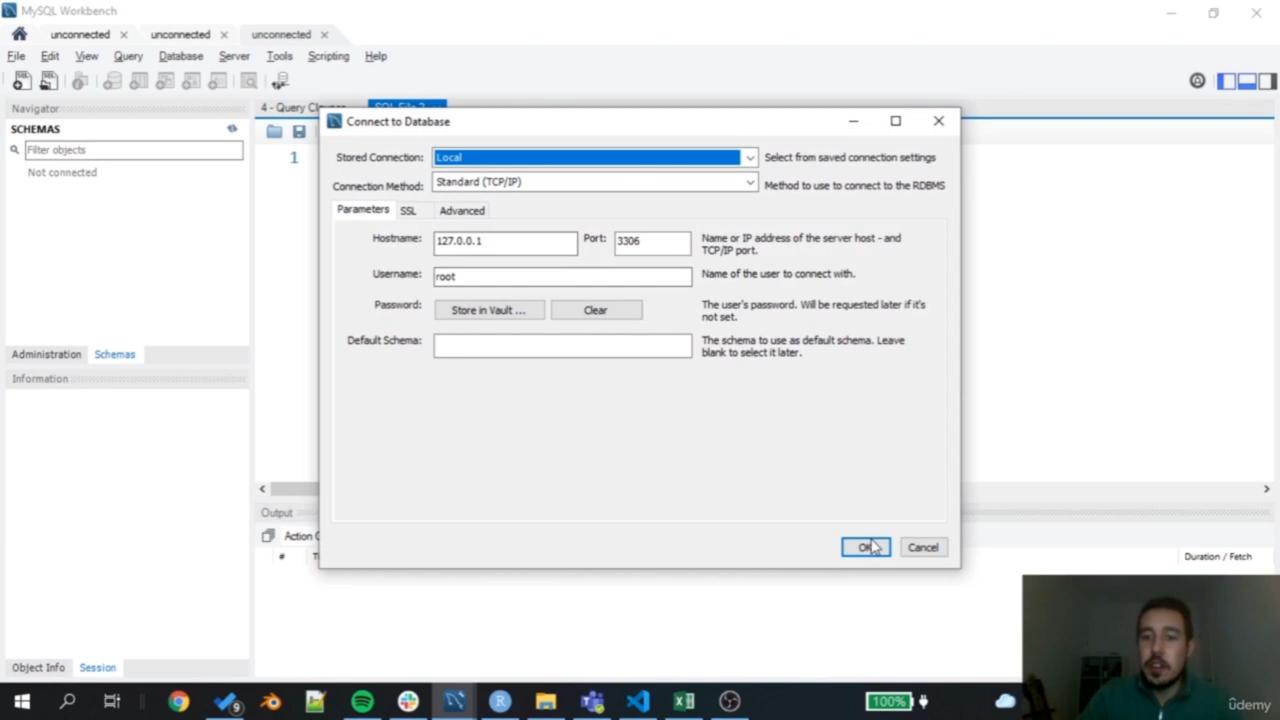 MySQL Workbench
unconnected
unconnected
unconnected
File Edit View Query Database Server Tools Scripting Help
Navigator
SCHEMAS
Filter objects
Not connected
Administration Schemas
Information
Object Info Session
4 - Query
1
Connect to Database
Stored Connection: Local Select from saved connection settings
Connection Method: Standard (TCP/IP) Method to use to connect to the RDBMS
Parameters SSL Advanced
Hostname: 127.0.0.1 Port: 3306 Name or IP address of the server host - and
TCP/IP port.
Username: root Name of the user to connect with.
Password: Store in Vault ... Clear The user's password. Will be requested later if it's
not set.
Default Schema: The schema to use as default schema. Leave
blank to select it later.
OK Cancel
Output
Action
# Duration / Fetch
9
100%
ûdemy